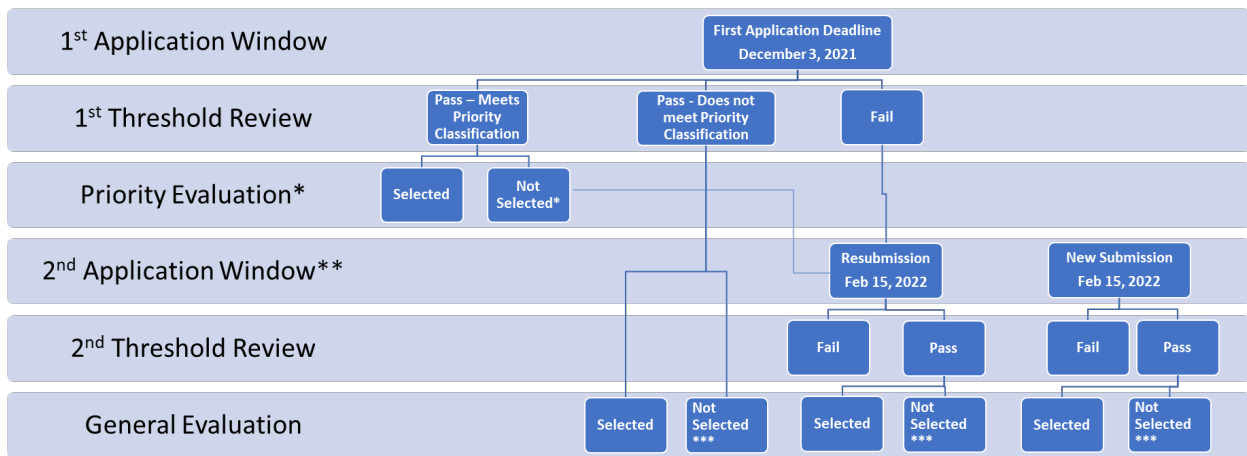 1st Application Window
First Application Deadline
December 3, 2021
1st Threshold Review
Pass – Meets
Priority
Classification
Pass - Does not
meet Priority
Classification
Fail
Priority Evaluation*
Selected
Not
Selected*
2nd Application Window**
Resubmission
Feb 15, 2022
New Submission
Feb 15, 2022
2nd Threshold Review
Fail
Pass
Fail
Pass
General Evaluation
Selected
Not
Selected
***
Selected
Not
Selected
***
Selected
Not
Selected
***